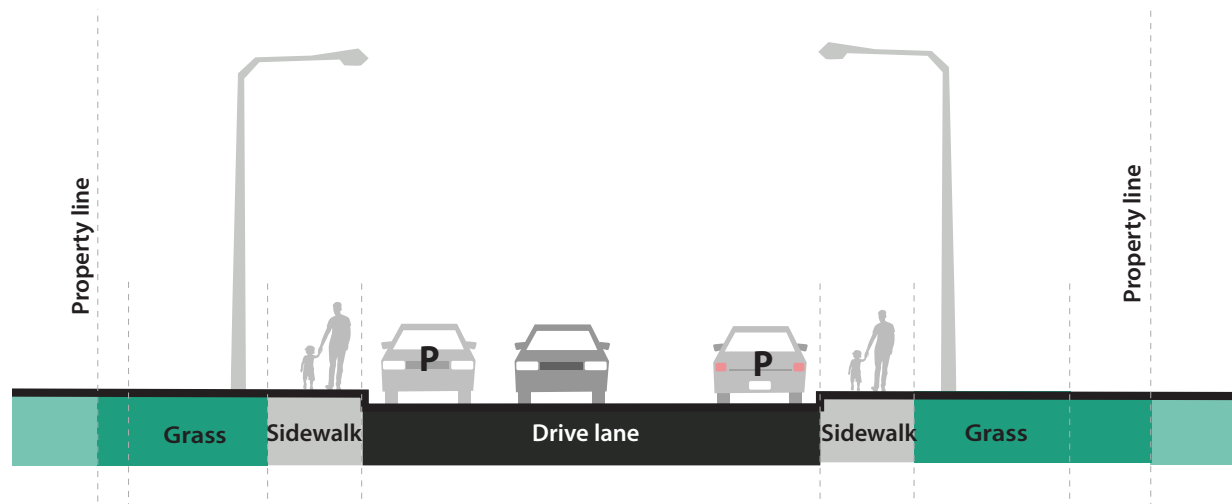 Property line
Property line
P
P
Grass
Sidewalk
Drive lane
Sidewalk
Grass